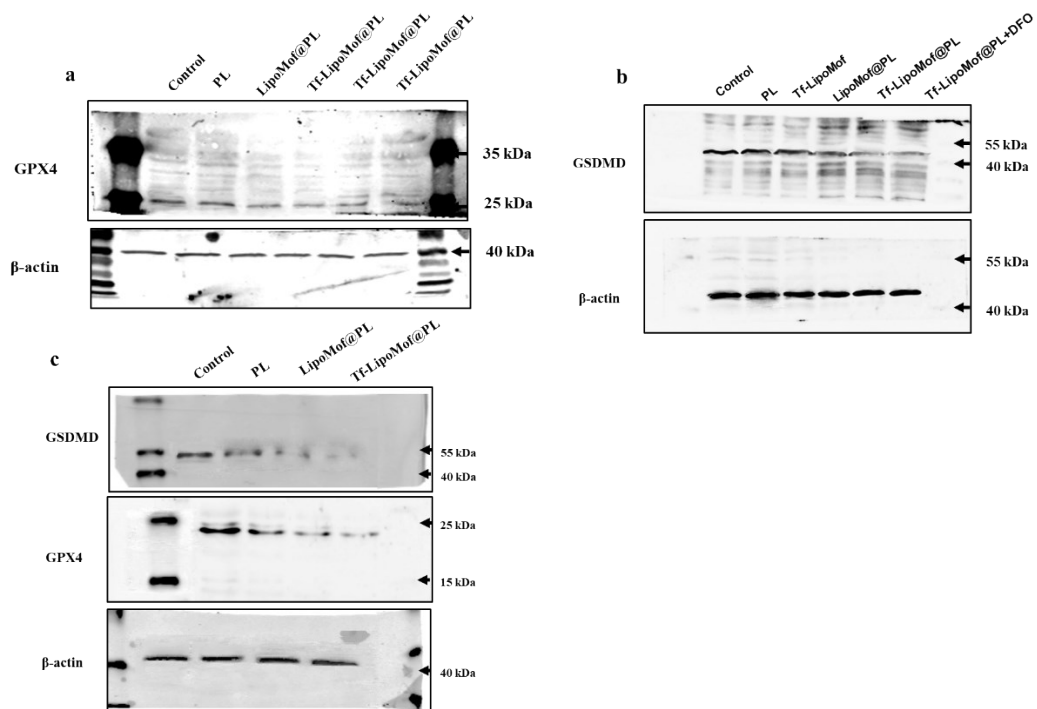 a
Control PL LipoMof@PL Tf-LipoMof@PL Tf-LipoMof@PL Tf-LipoMof@PL
GPX4
35 kDa
25 kDa
β-actin
40 kDa
b
Control PL Tf-LipoMof LipoMof@PL Tf-LipoMof@PL Tf-LipoMof@PL+DFO
GSDMD
55 kDa
40 kDa
55 kDa
β-actin
40 kDa
c
Control PL LipoMof@PL Tf-LipoMof@PL
GSDMD
55 kDa
40 kDa
25 kDa
GPX4
15 kDa
β-actin
40 kDa